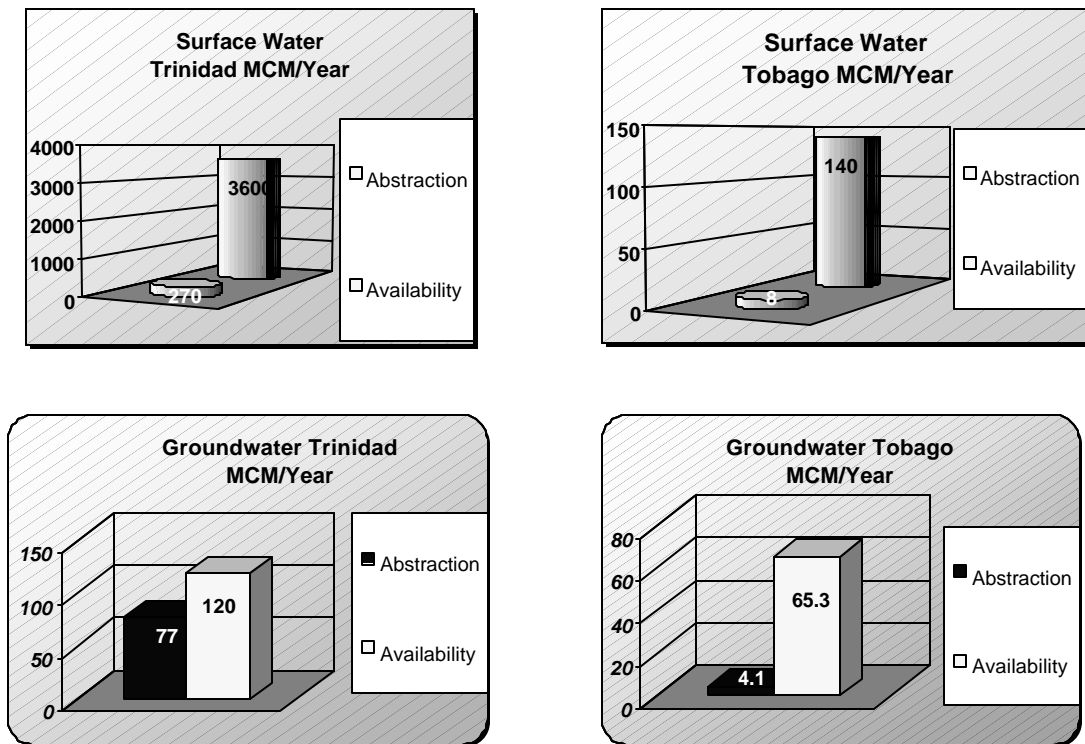 Surface Water
Trinidad MCM/Year
4000
3000
2000
1000
0
3600
270
Abstraction
Availability
Surface Water
Tobago MCM/Year
150
100
50
0
140
8
Abstraction
Availability
Groundwater Trinidad
MCM/Year
150
100
50
0
77
120
Abstraction
Availability
Groundwater Tobago
MCM/Year
80
60
40
20
0
4.1
65.3
Abstraction
Availability